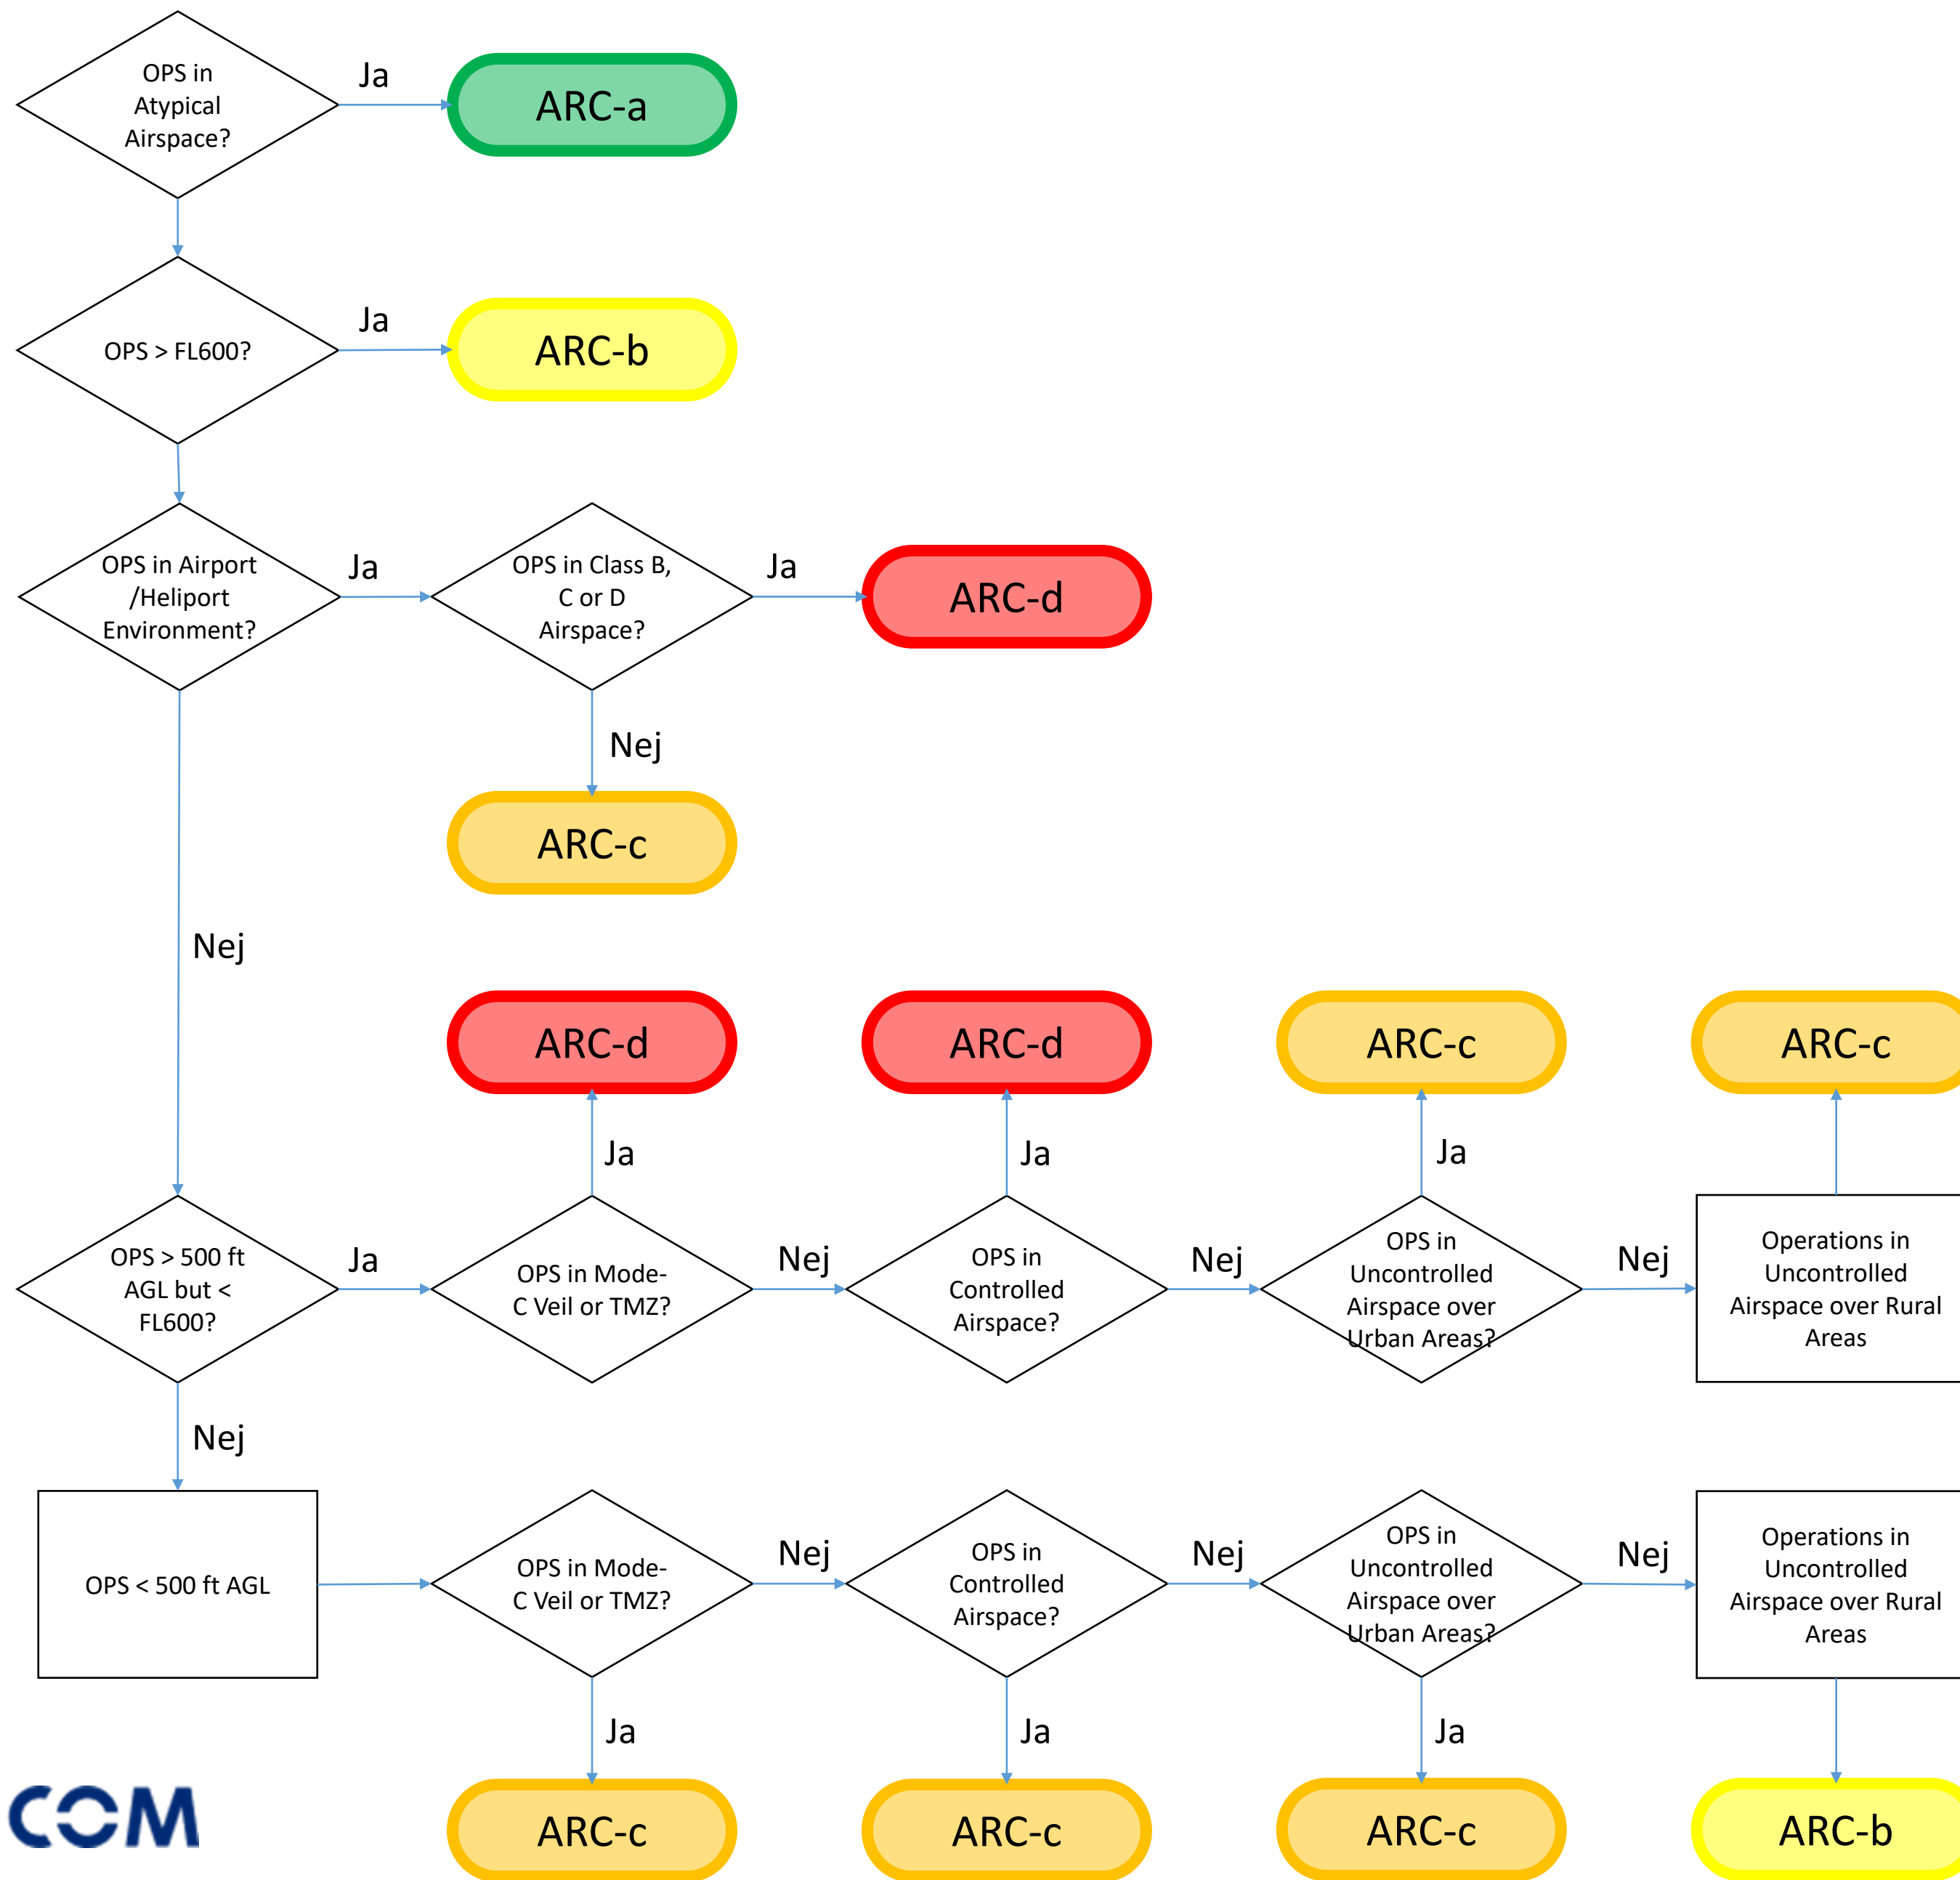 OPS in
Atypical
Airspace?
Ja
ARC-a
OPS > FL600?
Ja
ARC-b
OPS in Airport
/Heliport
Environment?
Ja
OPS in Class B,
C or D
Airspace?
Ja
ARC-d
Nej
ARC-c
Nej
ARC-d
ARC-d
ARC-c
ARC-c
Ja
Ja
Ja
OPS > 500 ft
AGL but <
FL600?
Ja
OPS in Mode-
C Veil or TMZ?
Nej
OPS in
Controlled
Airspace?
Nej
OPS in
Uncontrolled
Airspace over
Urban Areas?
Nej
Operations in
Uncontrolled
Airspace over Rural
Areas
Nej
OPS < 500 ft AGL
OPS in Mode-
C Veil or TMZ?
Nej
OPS in
Controlled
Airspace?
Nej
OPS in
Uncontrolled
Airspace over
Urban Areas?
Nej
Operations in
Uncontrolled
Airspace over Rural
Areas
Ja
Ja
Ja
COM
ARC-c
ARC-c
ARC-c
ARC-b